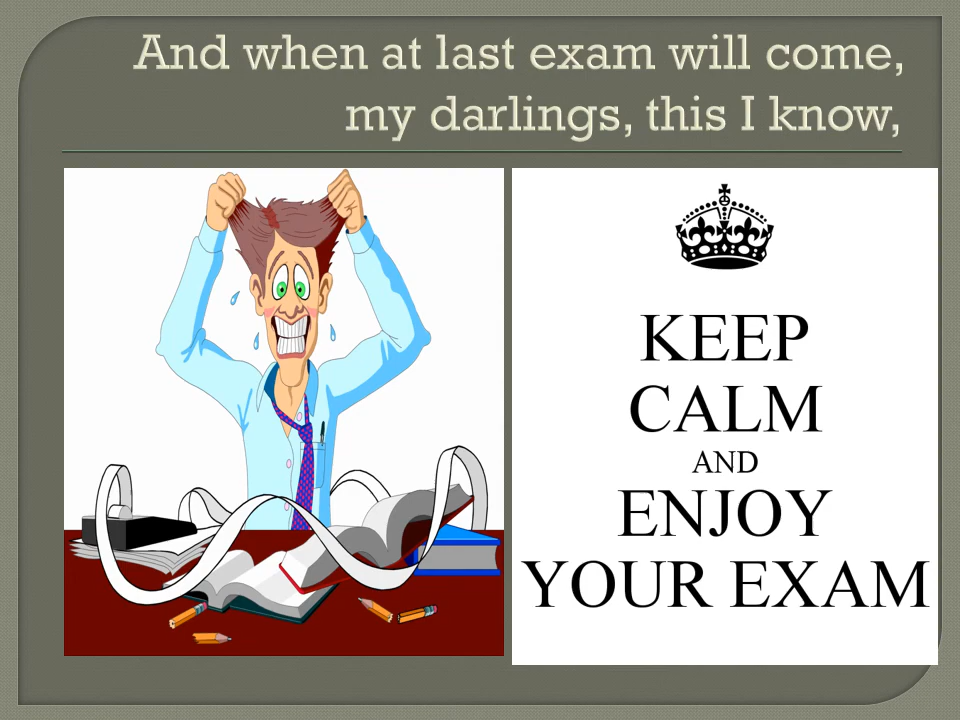 And when at last exam will come,
my darlings, this I know,
KEEP
CALM
AND
ENJOY
YOUR EXAM